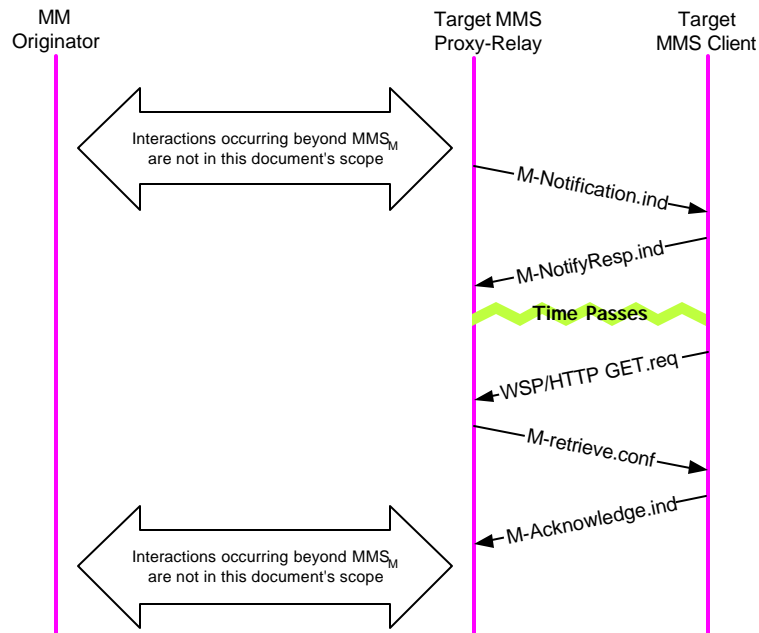 MM
Originator
Target MMS
Proxy-Relay
Target
MMS Client
Interactions occurring beyond MMS_M
are not in this document's scope
M-Notification.ind
M-NotifyResp.ind
Time Passes
WSP/HTTP GET.req
M-retrieve.conf
M-Acknowledge.ind
Interactions occurring beyond MMS_M
are not in this document's scope